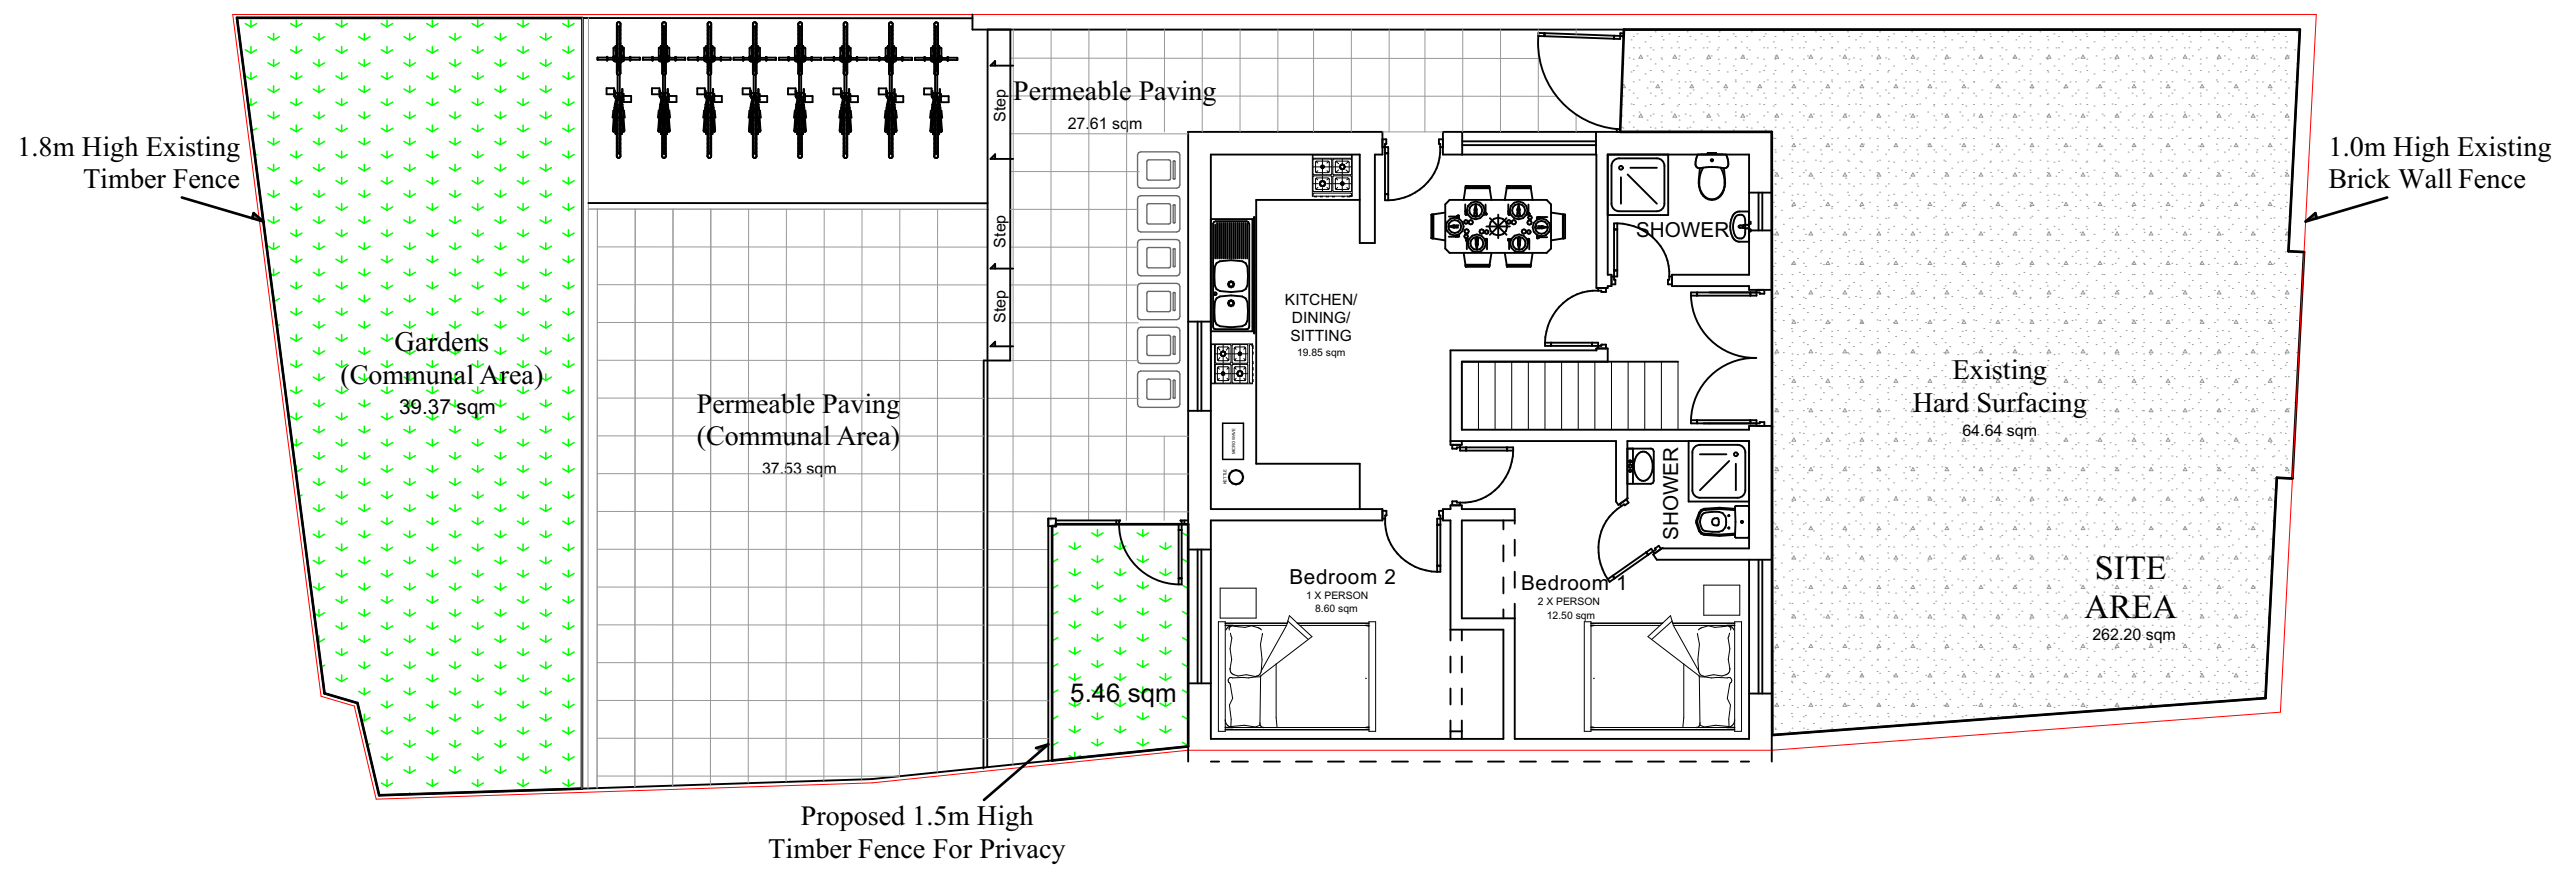 1.8m High Existing
Timber Fence
Gardens
(Communal Area)
39.37 sqm
Permeable Paving
(Communal Area)
37.53 sqm
Step
Step
Step
Permeable Paving
27.61 sqm
5.46 sqm
Proposed 1.5m High
Timber Fence For Privacy
KITCHEN/
DINING/
SITTING
19.85 sqm
MICROWAVE
KETTLE
SHOWER
SHOWER
Bedroom 2
1 X PERSON
8.60 sqm
Bedroom 1
2 X PERSON
12.50 sqm
Existing
Hard Surfacing
64.64 sqm
SITE
AREA
262.20 sqm
1.0m High Existing
Brick Wall Fence